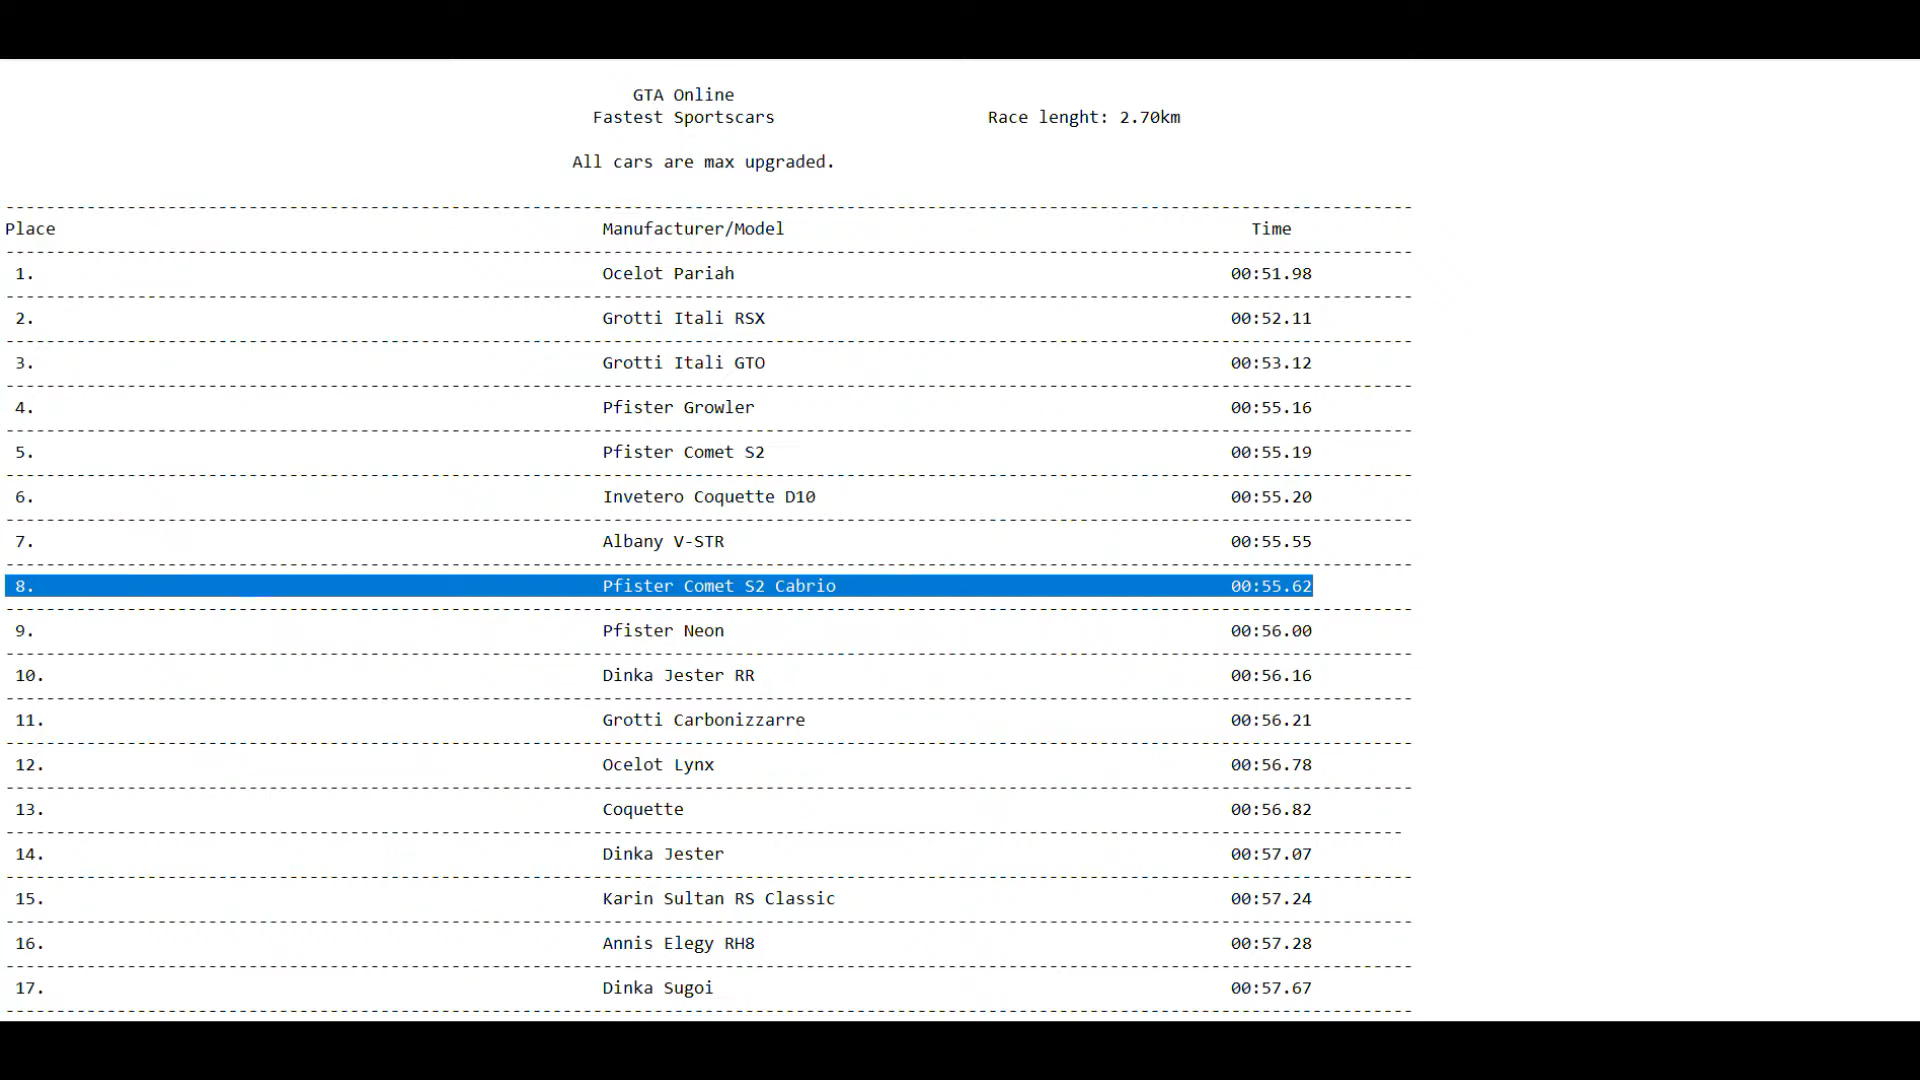 GTA Online
Fastest Sportscars Race lenght: 2.70km
All cars are max upgraded.
Place Manufacturer/Model Time
1. Ocelot Pariah 00:51.98
2. Grotti Itali RSX 00:52.11
3. Grotti Itali GTO 00:53.12
4. Pfister Growler 00:55.16
5. Pfister Comet S2 00:55.19
6. Invetero Coquette D10 00:55.20
7. Albany V-STR 00:55.55
8. Pfister Comet S2 Cabrio 00:55.62
9. Pfister Neon 00:56.00
10. Dinka Jester RR 00:56.16
11. Grotti Carbonizzarre 00:56.21
12. Ocelot Lynx 00:56.78
13. Coquette 00:56.82
14. Dinka Jester 00:57.07
15. Karin Sultan RS Classic 00:57.24
16. Annis Elegy RH8 00:57.28
17. Dinka Sugoi 00:57.67